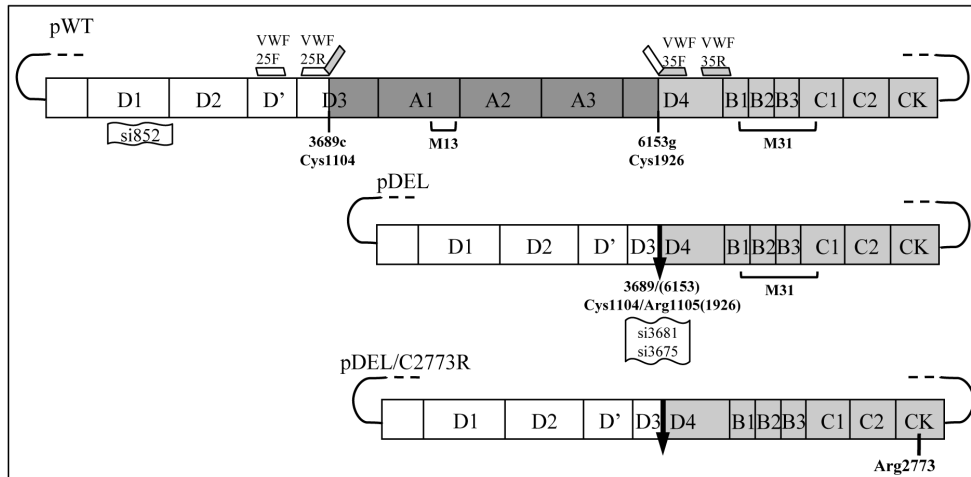 pWT
VWF VWF VWF VWF
25F 25R 35F 35R
D1 D2 D' D3 A1 A2 A3 D4 B1 B2 B3 C1 C2 CK
si852
3689c M13 6153g M31
Cys1104 Cys1926
pDEL
D1 D2 D' D3 D4 B1 B2 B3 C1 C2 CK
3689/(6153) M31
Cys1104/Arg1105(1926)
si3681
si3675
pDEL/C2773R
D1 D2 D' D3 D4 B1 B2 B3 C1 C2 CK
Arg2773